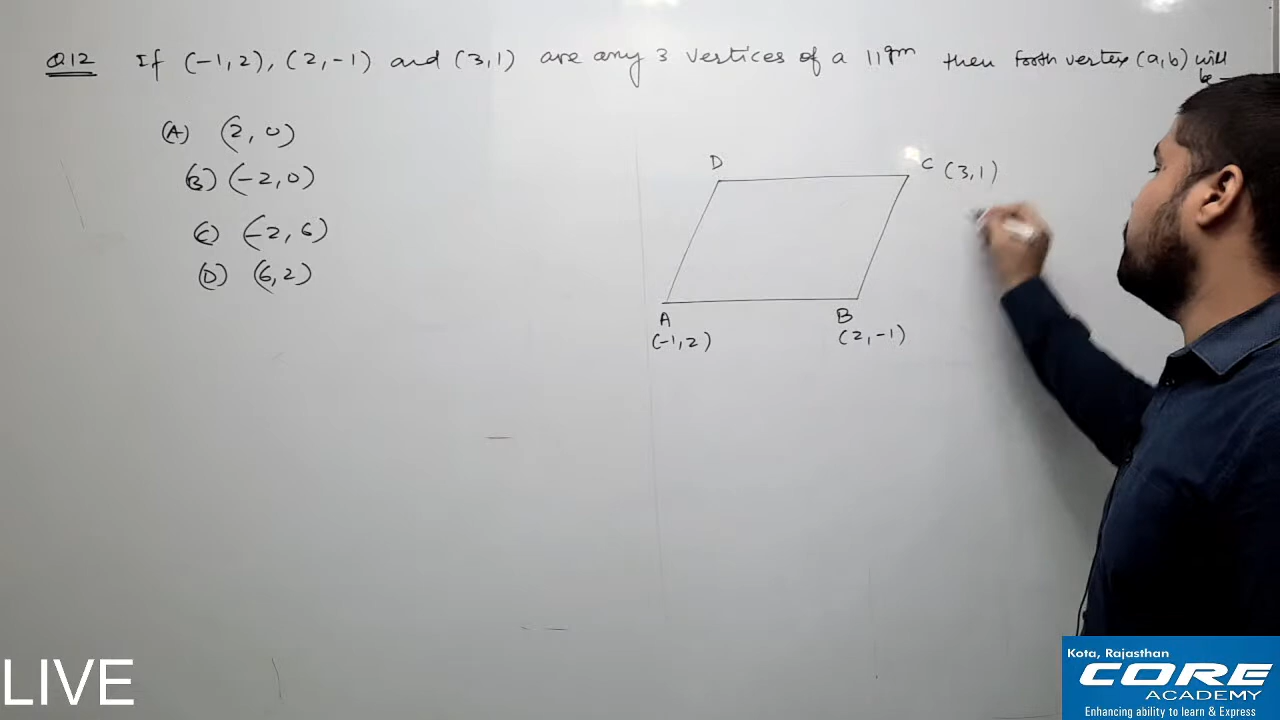 Q12 If (-1,2), (2,-1) and (3,1) are any 3 vertices of a 11gm then footh vertex (a,b) will be -
(A) (2, 0)
(B) (-2, 0)
(C) (-2, 6)
(D) (6, 2)
D C (3,1)
A B
(-1,2) (2,-1)
LIVE
Kota, Rajasthan
CORE
ACADEMY
Enhancing ability to learn & Express